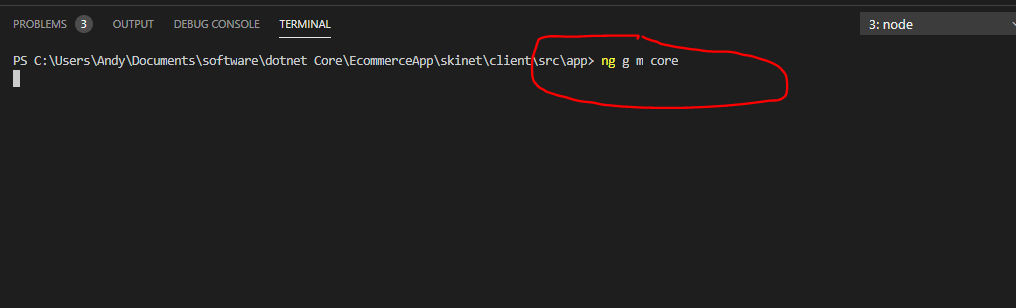 PROBLEMS 3 OUTPUT DEBUG CONSOLE TERMINAL 3: node
PS C:\Users\Andy\Documents\software\dotnet Core\EcommerceApp\skinet\client\src\app> ng g m core